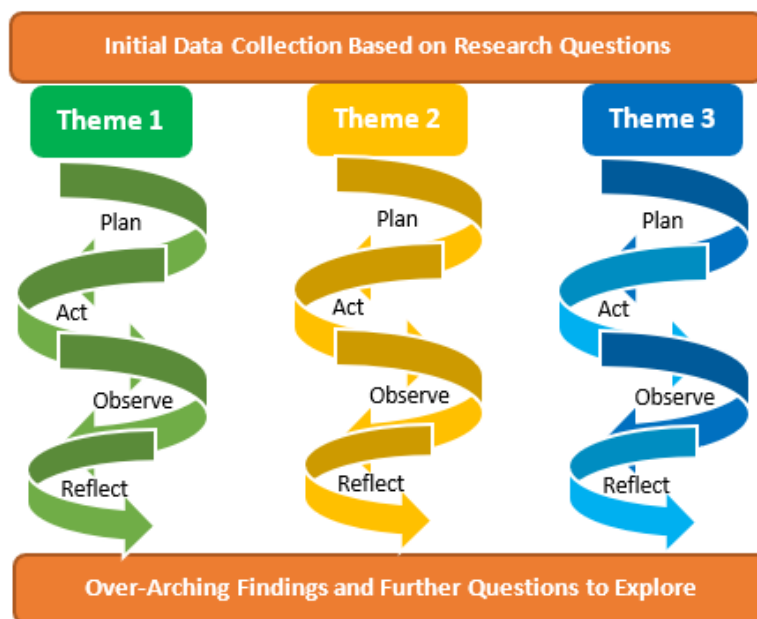 Initial Data Collection Based on Research Questions
Theme 1
Plan
Act
Observe
Reflect
Theme 2
Plan
Act
Observe
Reflect
Theme 3
Plan
Act
Observe
Reflect
Over-Arching Findings and Further Questions to Explore